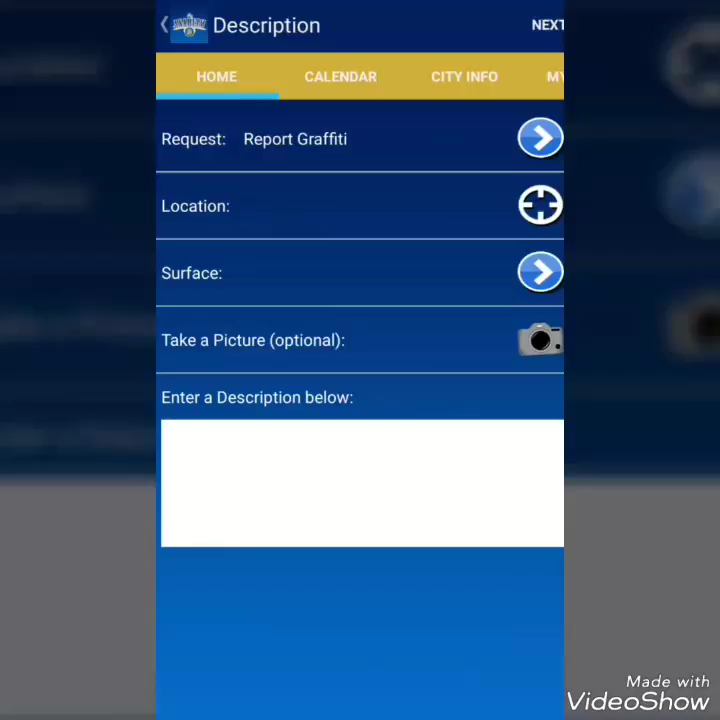 Description
NEXT
HOME CALENDAR CITY INFO MY
Request: Report Graffiti
Location:
Surface:
Take a Picture (optional):
Enter a Description below:
Made with
VideoShow